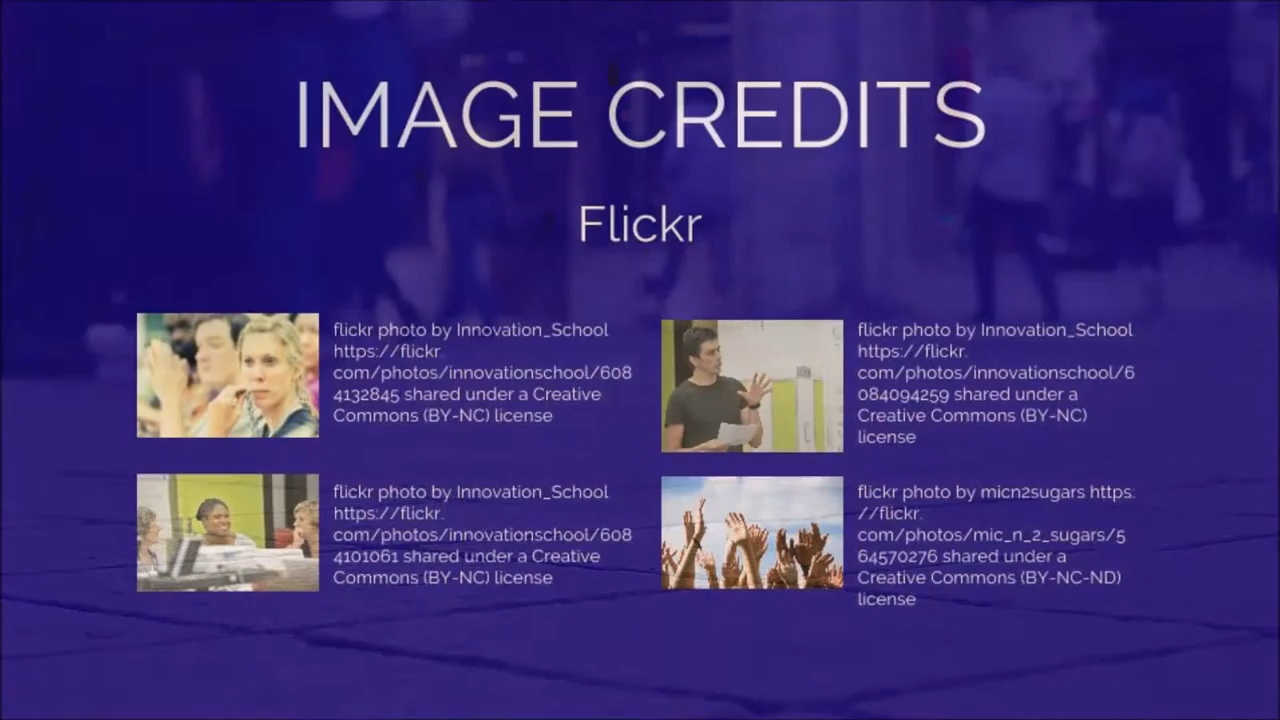 IMAGE CREDITS
Flickr
flickr photo by Innovation_School
https://flickr.
com/photos/innovationschool/608
4132845 shared under a Creative
Commons (BY-NC) license
flickr photo by Innovation_School
https://flickr.
com/photos/innovationschool/6
084094259 shared under a
Creative Commons (BY-NC)
license
flickr photo by Innovation_School
https://flickr.
com/photos/innovationschool/608
4101061 shared under a Creative
Commons (BY-NC) license
flickr photo by micn2sugars https:
//flickr.
com/photos/mic_n_2_sugars/5
64570276 shared under a
Creative Commons (BY-NC-ND)
license